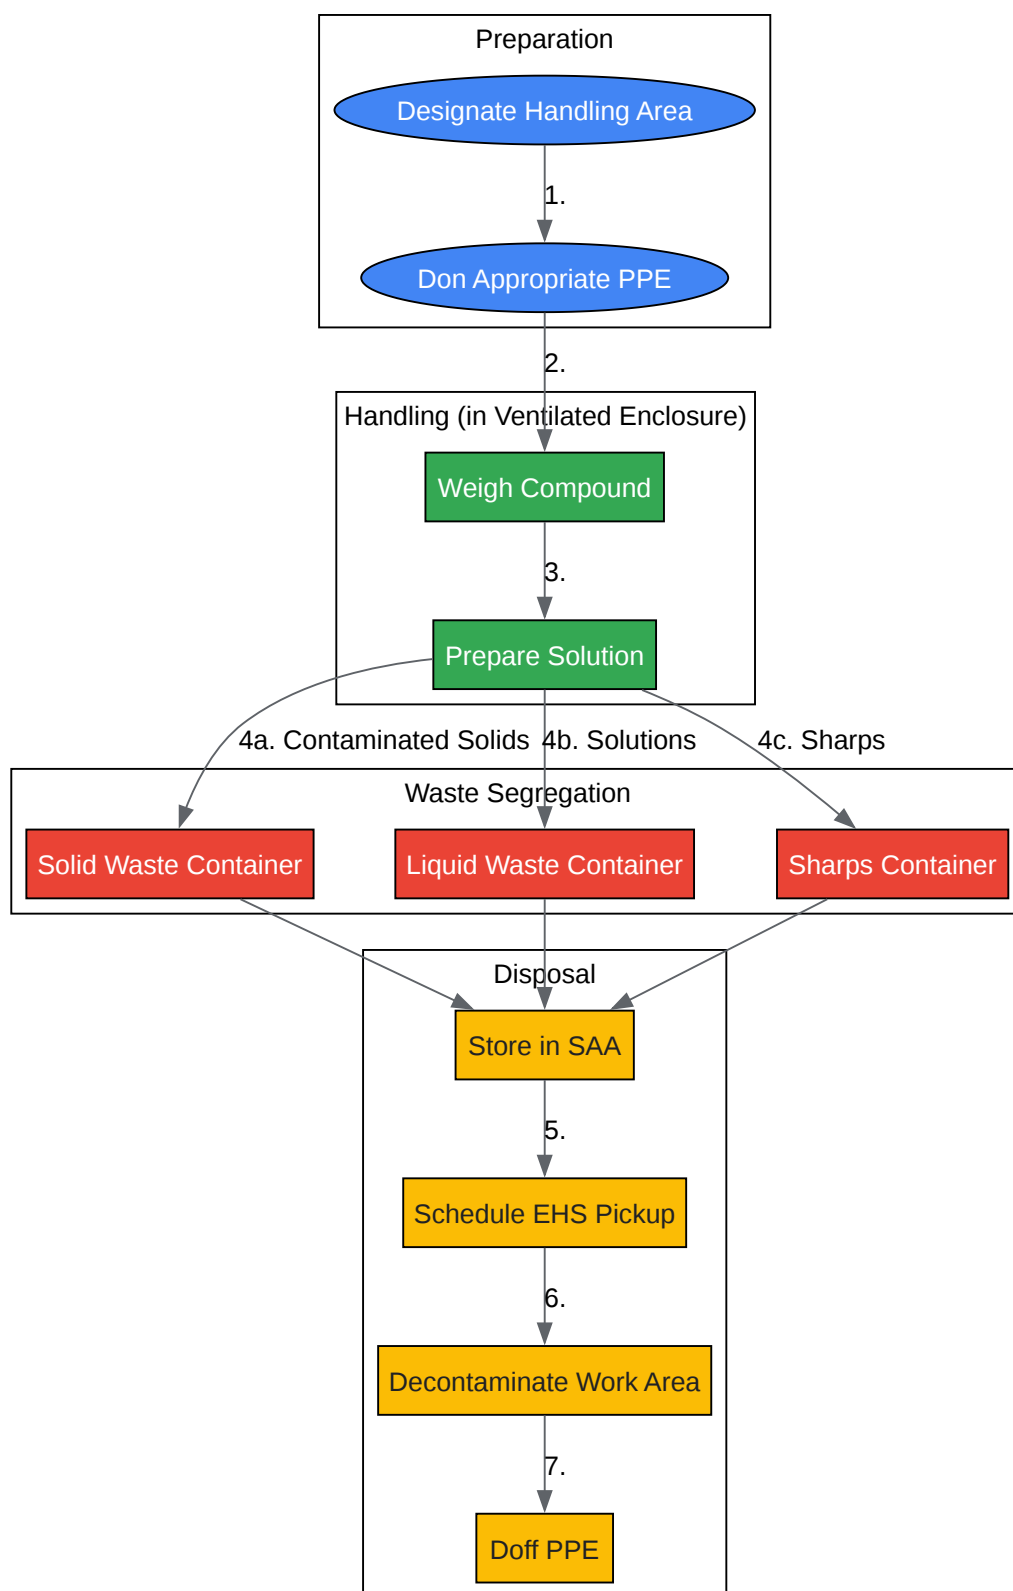 Preparation
Designate Handling Area
1.
Don Appropriate PPE
2.
Handling (in Ventilated Enclosure)
Weigh Compound
3.
Prepare Solution
4a. Contaminated Solids
4b. Solutions
4c. Sharps
Waste Segregation
Solid Waste Container
Liquid Waste Container
Sharps Container
Disposal
Store in SAA
5.
Schedule EHS Pickup
6.
Decontaminate Work Area
7.
Doff PPE